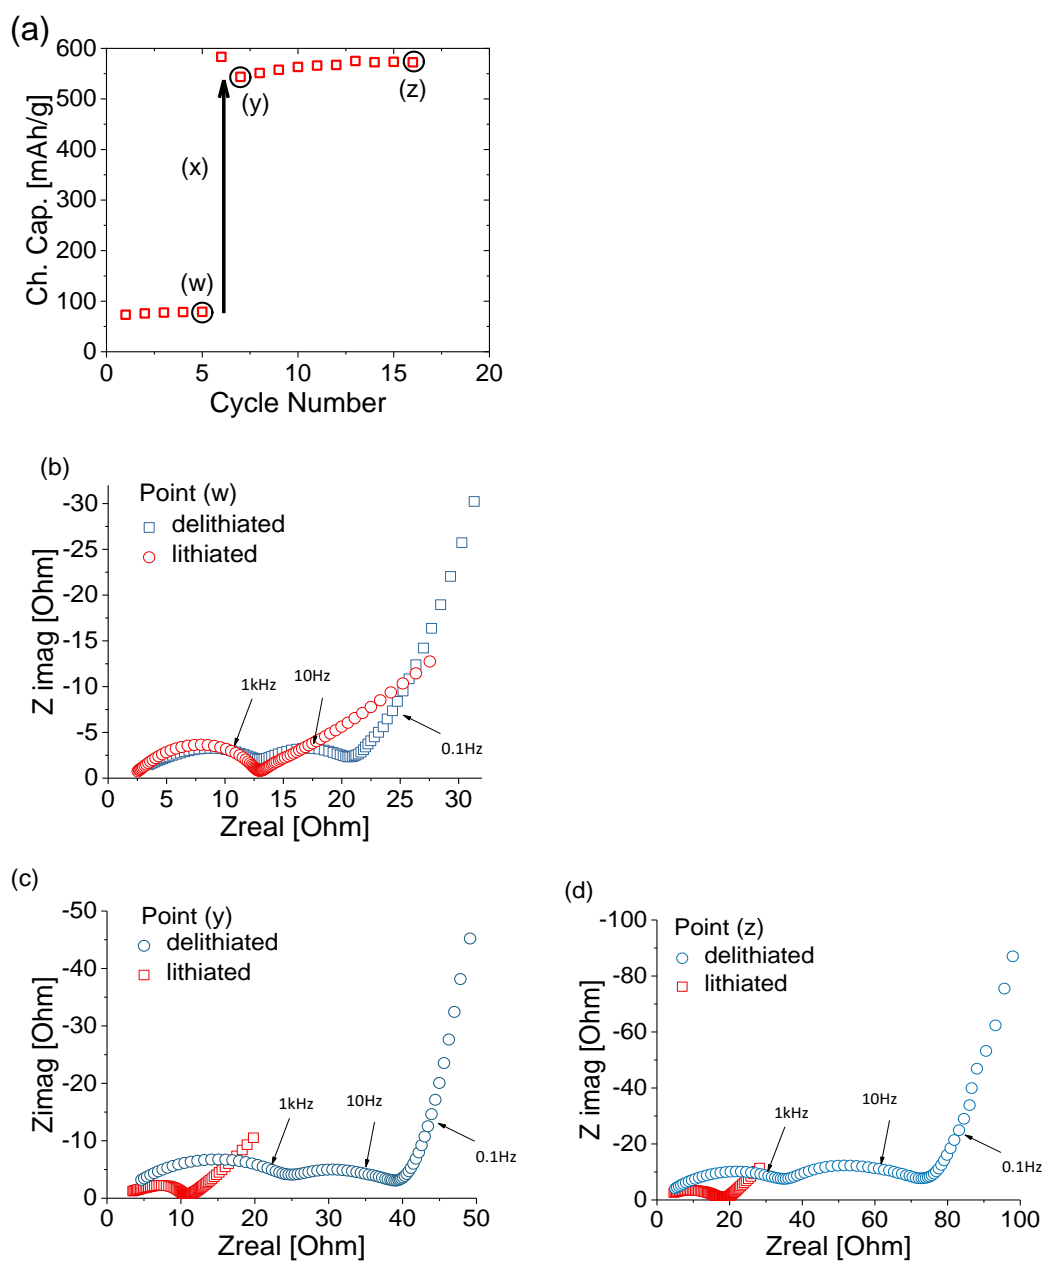 (a)
600
500
400
300
200
100
0
0 5 10 15 20
Ch. Cap. [mAh/g]
Cycle Number
(w)
(x)
(y)
(z)
(b)
Point (w)
delithiated
lithiated
-30
-25
-20
-15
-10
-5
0
0 5 10 15 20 25 30
Z imag [Ohm]
Zreal [Ohm]
1kHz
10Hz
0.1Hz
(c)
Point (y)
delithiated
lithiated
-50
-40
-30
-20
-10
0
0 10 20 30 40 50
Zimag [Ohm]
Zreal [Ohm]
1kHz
10Hz
0.1Hz
(d)
Point (z)
delithiated
lithiated
-100
-80
-60
-40
-20
0
0 20 40 60 80 100
Z imag [Ohm]
Zreal [Ohm]
1kHz
10Hz
0.1Hz